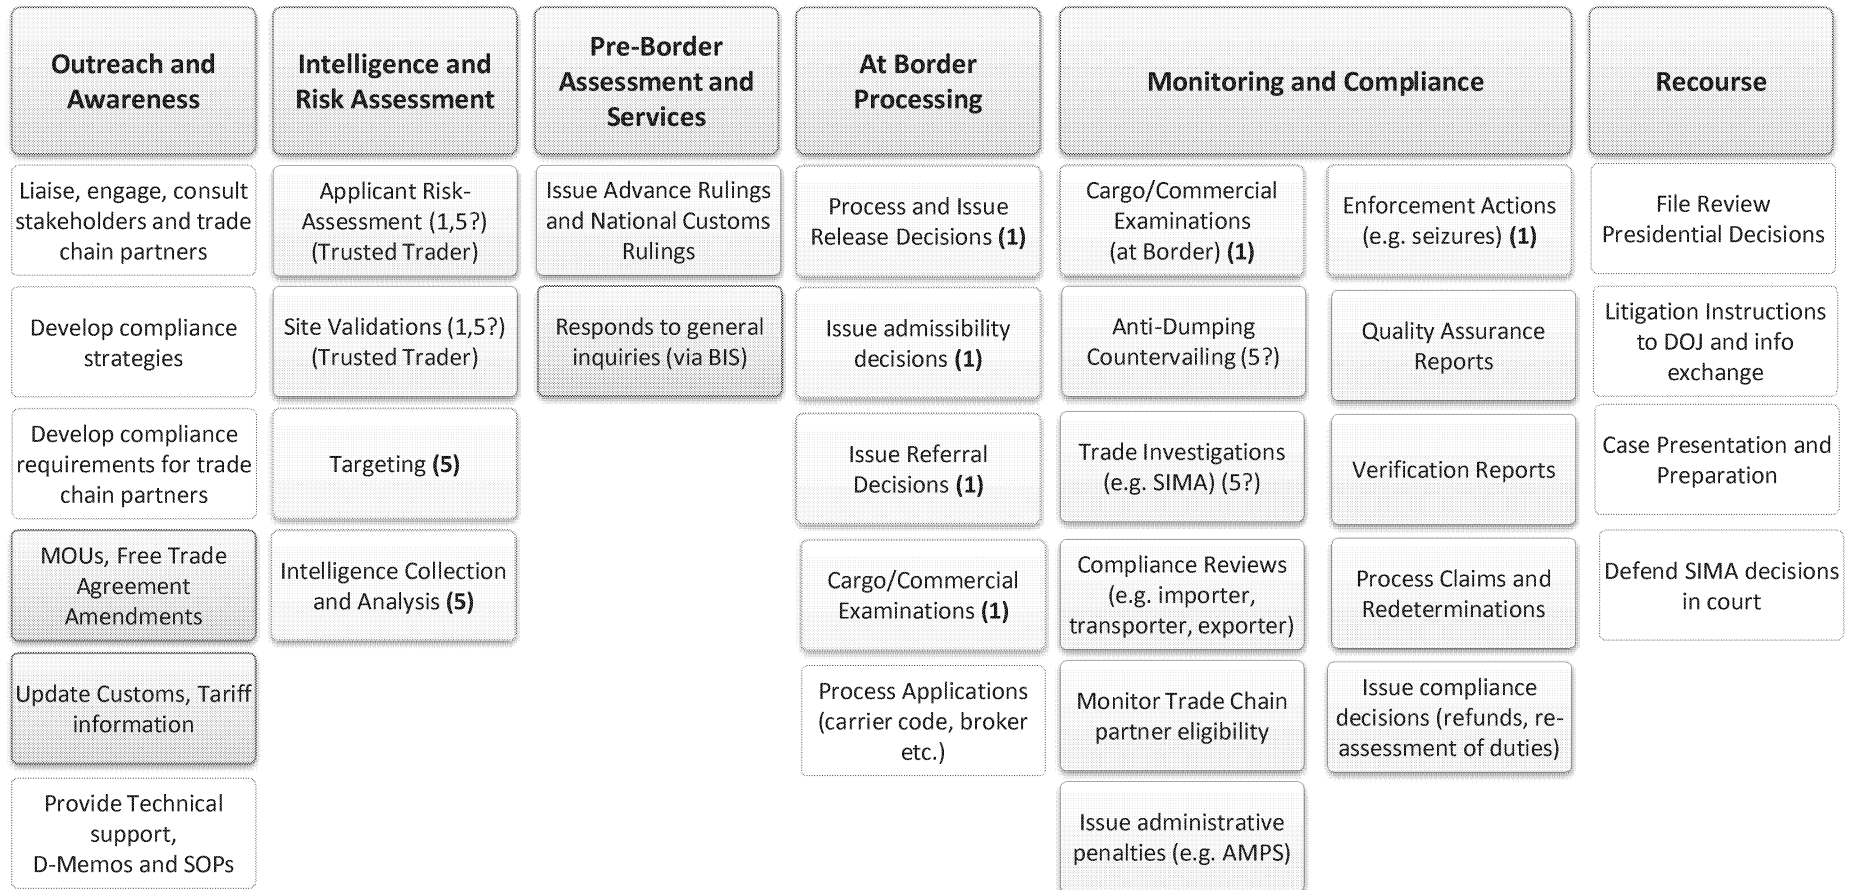 Outreach and
Awareness
Intelligence and
Risk Assessment
Pre-Border
Assessment and
Services
At Border
Processing
Monitoring and Compliance
Recourse
Liaise, engage, consult
stakeholders and trade
chain partners
Develop compliance
strategies
Develop compliance
requirements for trade
chain partners
MOUs, Free Trade
Agreement
Amendments
Update Customs, Tariff
information
Provide Technical
support,
D-Memos and SOPs
Applicant Risk-
Assessment (1,5?)
(Trusted Trader)
Site Validations (1,5?)
(Trusted Trader)
Targeting (5)
Intelligence Collection
and Analysis (5)
Issue Advance Rulings
and National Customs
Rulings
Responds to general
inquiries (via BIS)
Process and Issue
Release Decisions (1)
Issue admissibility
decisions (1)
Issue Referral
Decisions (1)
Cargo/Commercial
Examinations (1)
Process Applications
(carrier code, broker
etc.)
Cargo/Commercial
Examinations
(at Border) (1)
Anti-Dumping
Countervailing (5?)
Trade Investigations
(e.g. SIMA) (5?)
Compliance Reviews
(e.g. importer,
transporter, exporter)
Monitor Trade Chain
partner eligibility
Issue administrative
penalties (e.g. AMPS)
Enforcement Actions
(e.g. seizures) (1)
Quality Assurance
Reports
Verification Reports
Process Claims and
Redeterminations
Issue compliance
decisions (refunds, re-
assessment of duties)
File Review
Presidential Decisions
Litigation Instructions
to DOJ and info
exchange
Case Presentation and
Preparation
Defend SIMA decisions
in court